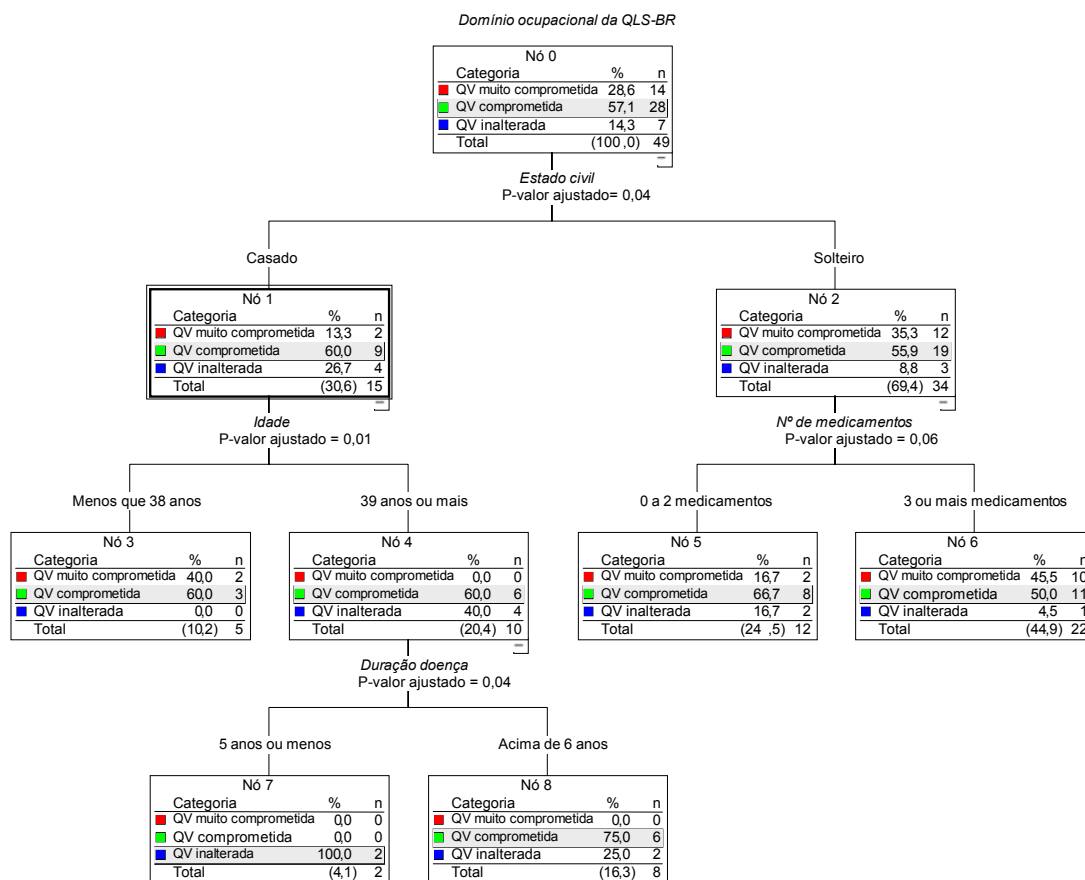 Domínio ocupacional da QLS-BR
Nó 0
Categoria % n
QV muito comprometida 28,6 14
QV comprometida 57,1 28
QV inalterada 14,3 7
Total (100 ,0) 49
Estado civil
P-valor ajustado= 0,04
Casado
Solteiro
Nó 1
Categoria % n
QV muito comprometida 13,3 2
QV comprometida 60,0 9
QV inalterada 26,7 4
Total (30,6) 15
Nó 2
Categoria % n
QV muito comprometida 35,3 12
QV comprometida 55,9 19
QV inalterada 8,8 3
Total (69,4) 34
Idade
P-valor ajustado = 0,01
Nº de medicamentos
P-valor ajustado = 0,06
Menos que 38 anos
39 anos ou mais
0 a 2 medicamentos
3 ou mais medicamentos
Nó 3
Categoria % n
QV muito comprometida 40,0 2
QV comprometida 60,0 3
QV inalterada 0,0 0
Total (10,2) 5
Nó 4
Categoria % n
QV muito comprometida 0,0 0
QV comprometida 60,0 6
QV inalterada 40,0 4
Total (20,4) 10
Nó 5
Categoria % n
QV muito comprometida 16,7 2
QV comprometida 66,7 8
QV inalterada 16,7 2
Total (24 ,5) 12
Nó 6
Categoria % n
QV muito comprometida 45,5 10
QV comprometida 50,0 11
QV inalterada 4,5 1
Total (44,9) 22
Duração doença
P-valor ajustado = 0,04
5 anos ou menos
Acima de 6 anos
Nó 7
Categoria % n
QV muito comprometida 0,0 0
QV comprometida 0,0 0
QV inalterada 100,0 2
Total (4,1) 2
Nó 8
Categoria % n
QV muito comprometida 0,0 0
QV comprometida 75,0 6
QV inalterada 25,0 2
Total (16,3) 8